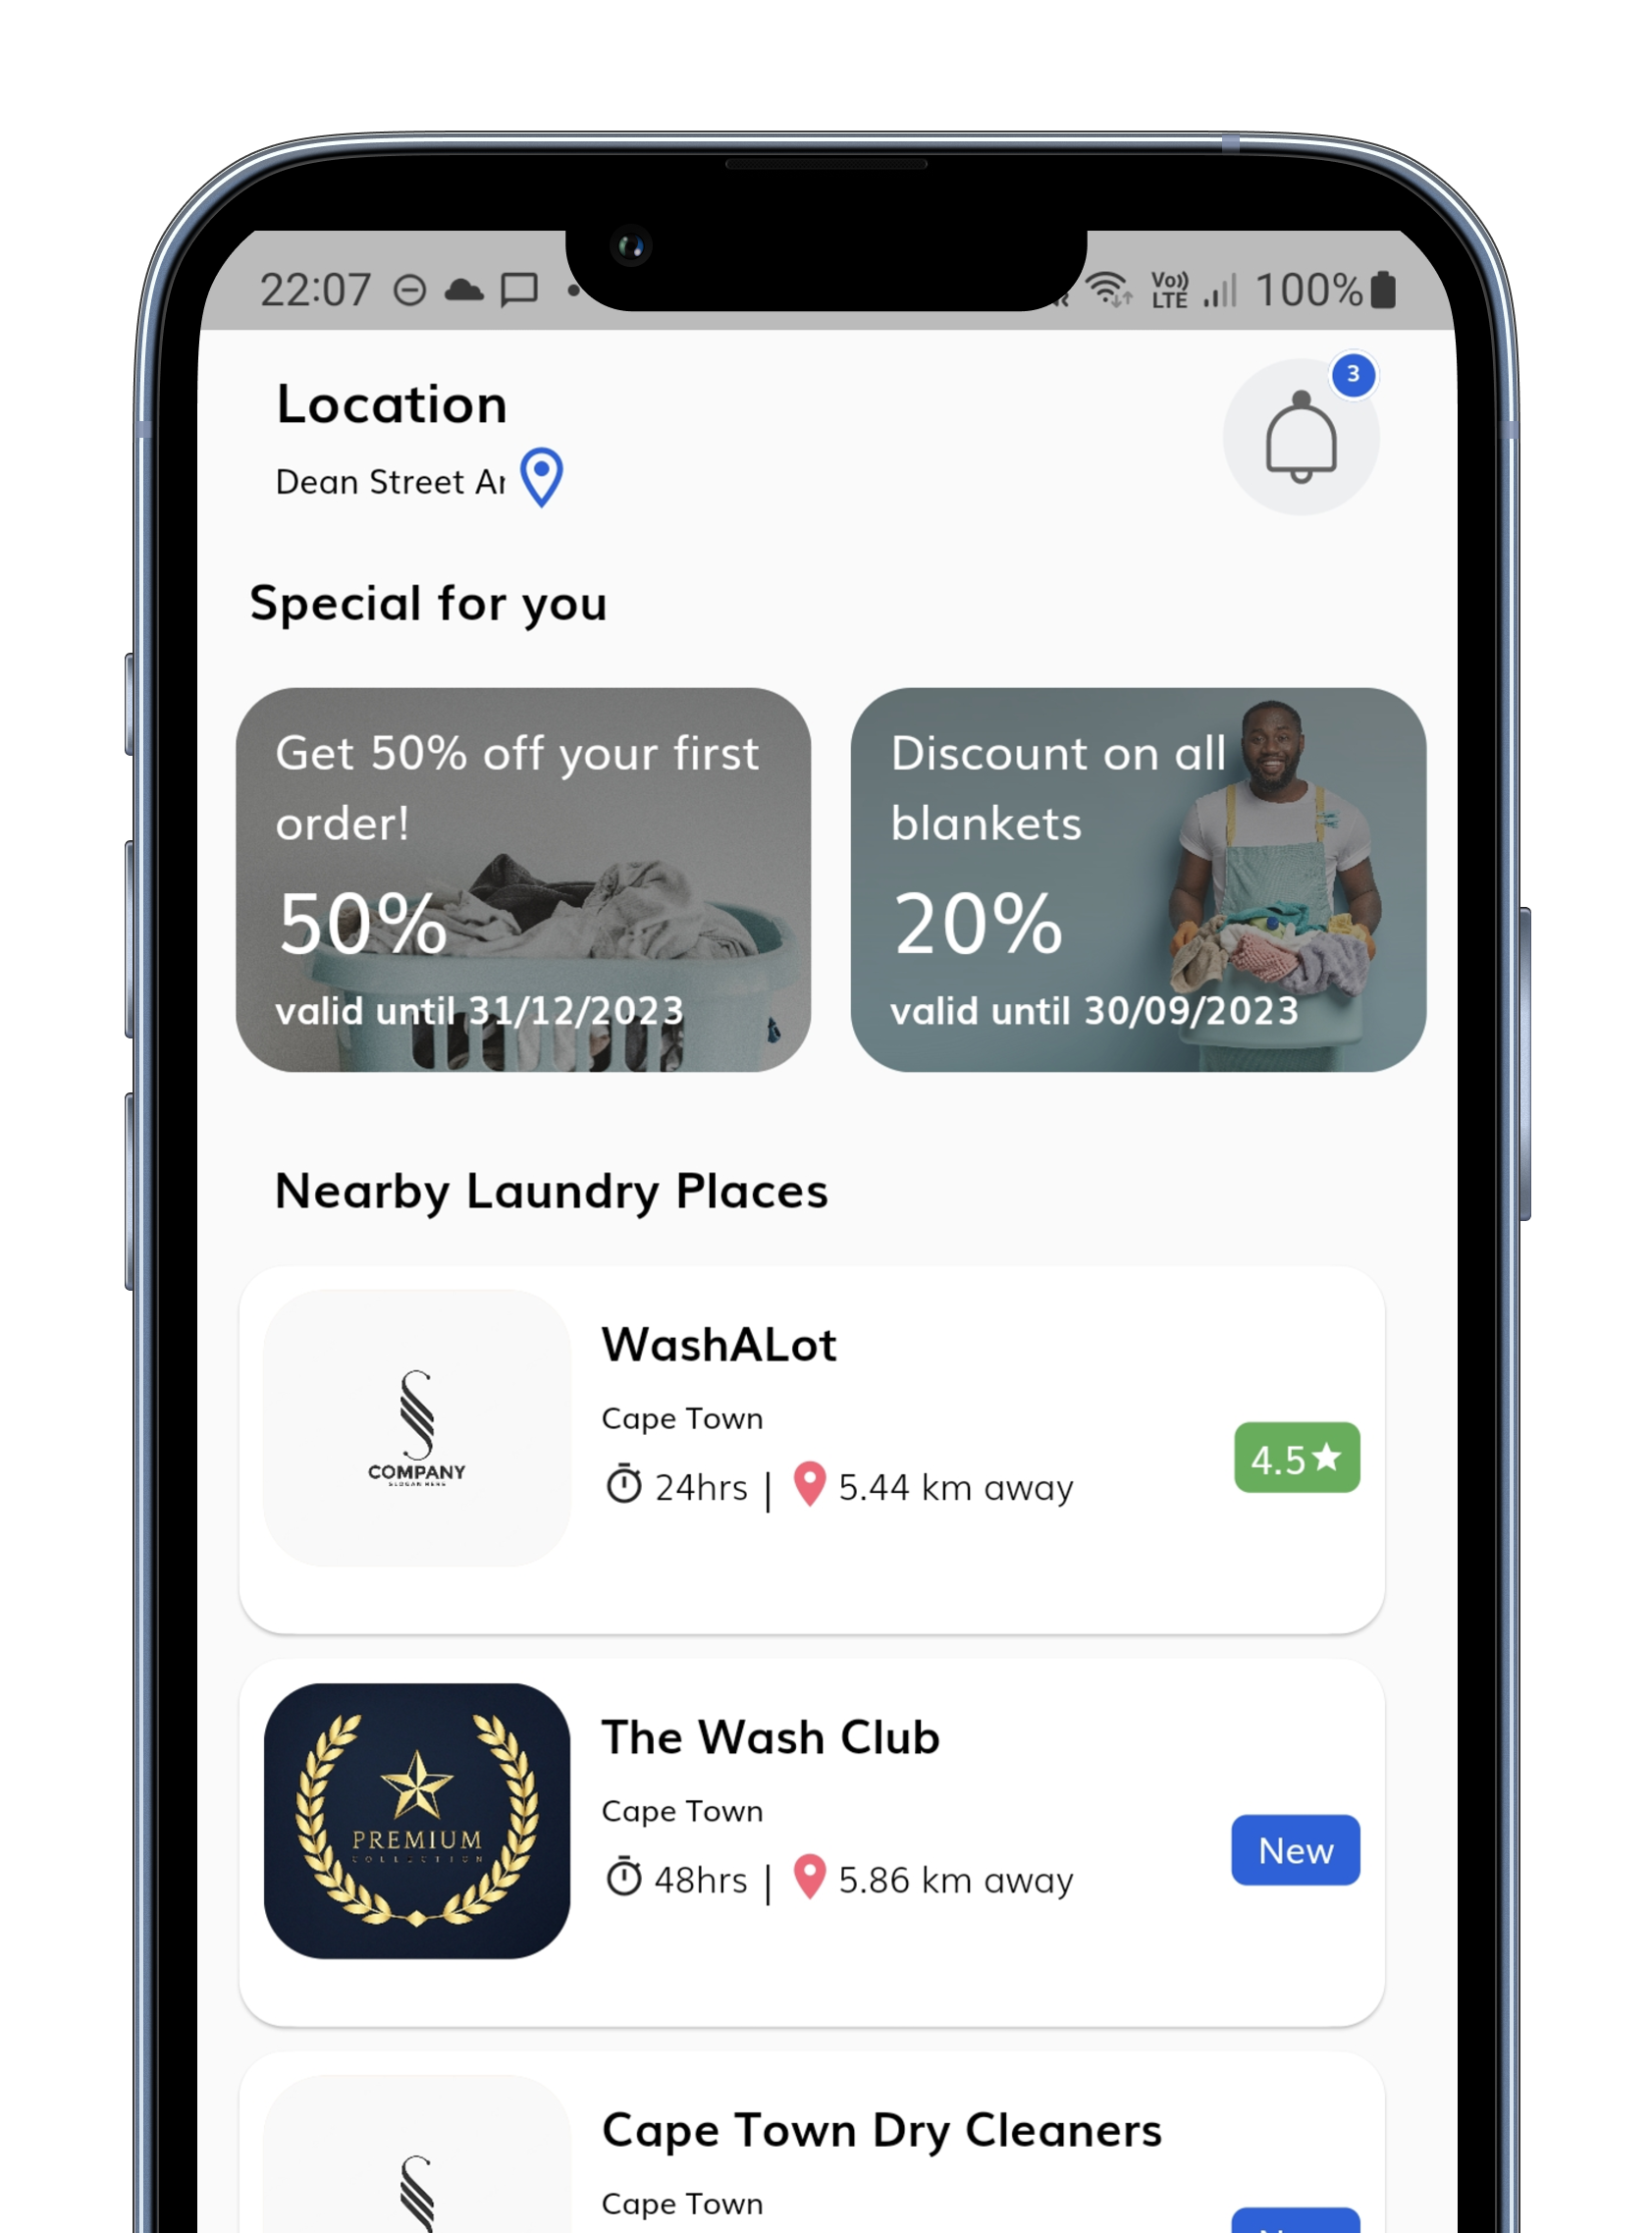 22:07
Vo))
LTE
100%
Location
3
Dean Street Ar
Special for you
Get 50% off your first
order!
50%
valid until 31/12/2023
Discount on all
blankets
20%
valid until 30/09/2023
Nearby Laundry Places
COMPANY
SLOGAN HERE
WashALot
Cape Town
24hrs | 5.44 km away
4.5
PREMIUM
COLLECTION
The Wash Club
Cape Town
48hrs | 5.86 km away
New
Cape Town Dry Cleaners
Cape Town